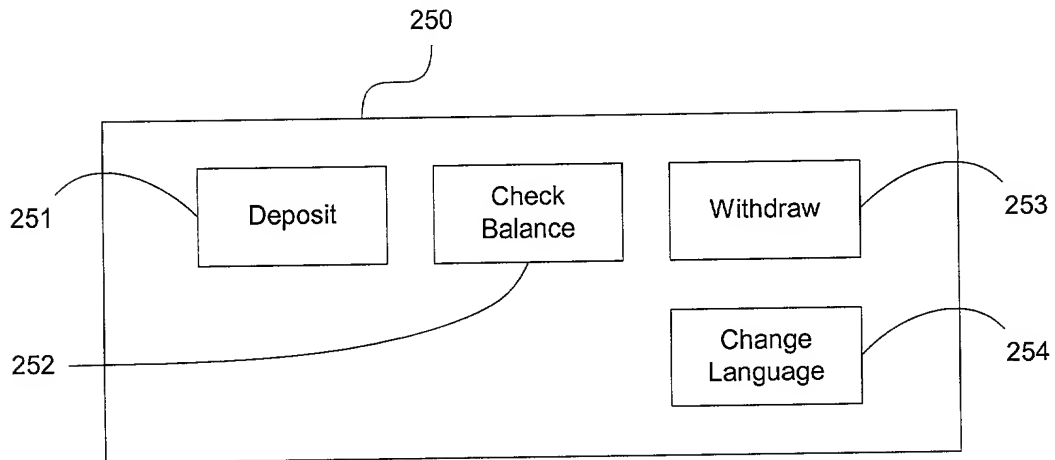 250
251
Deposit
Check
Balance
Withdraw
253
252
Change
Language
254